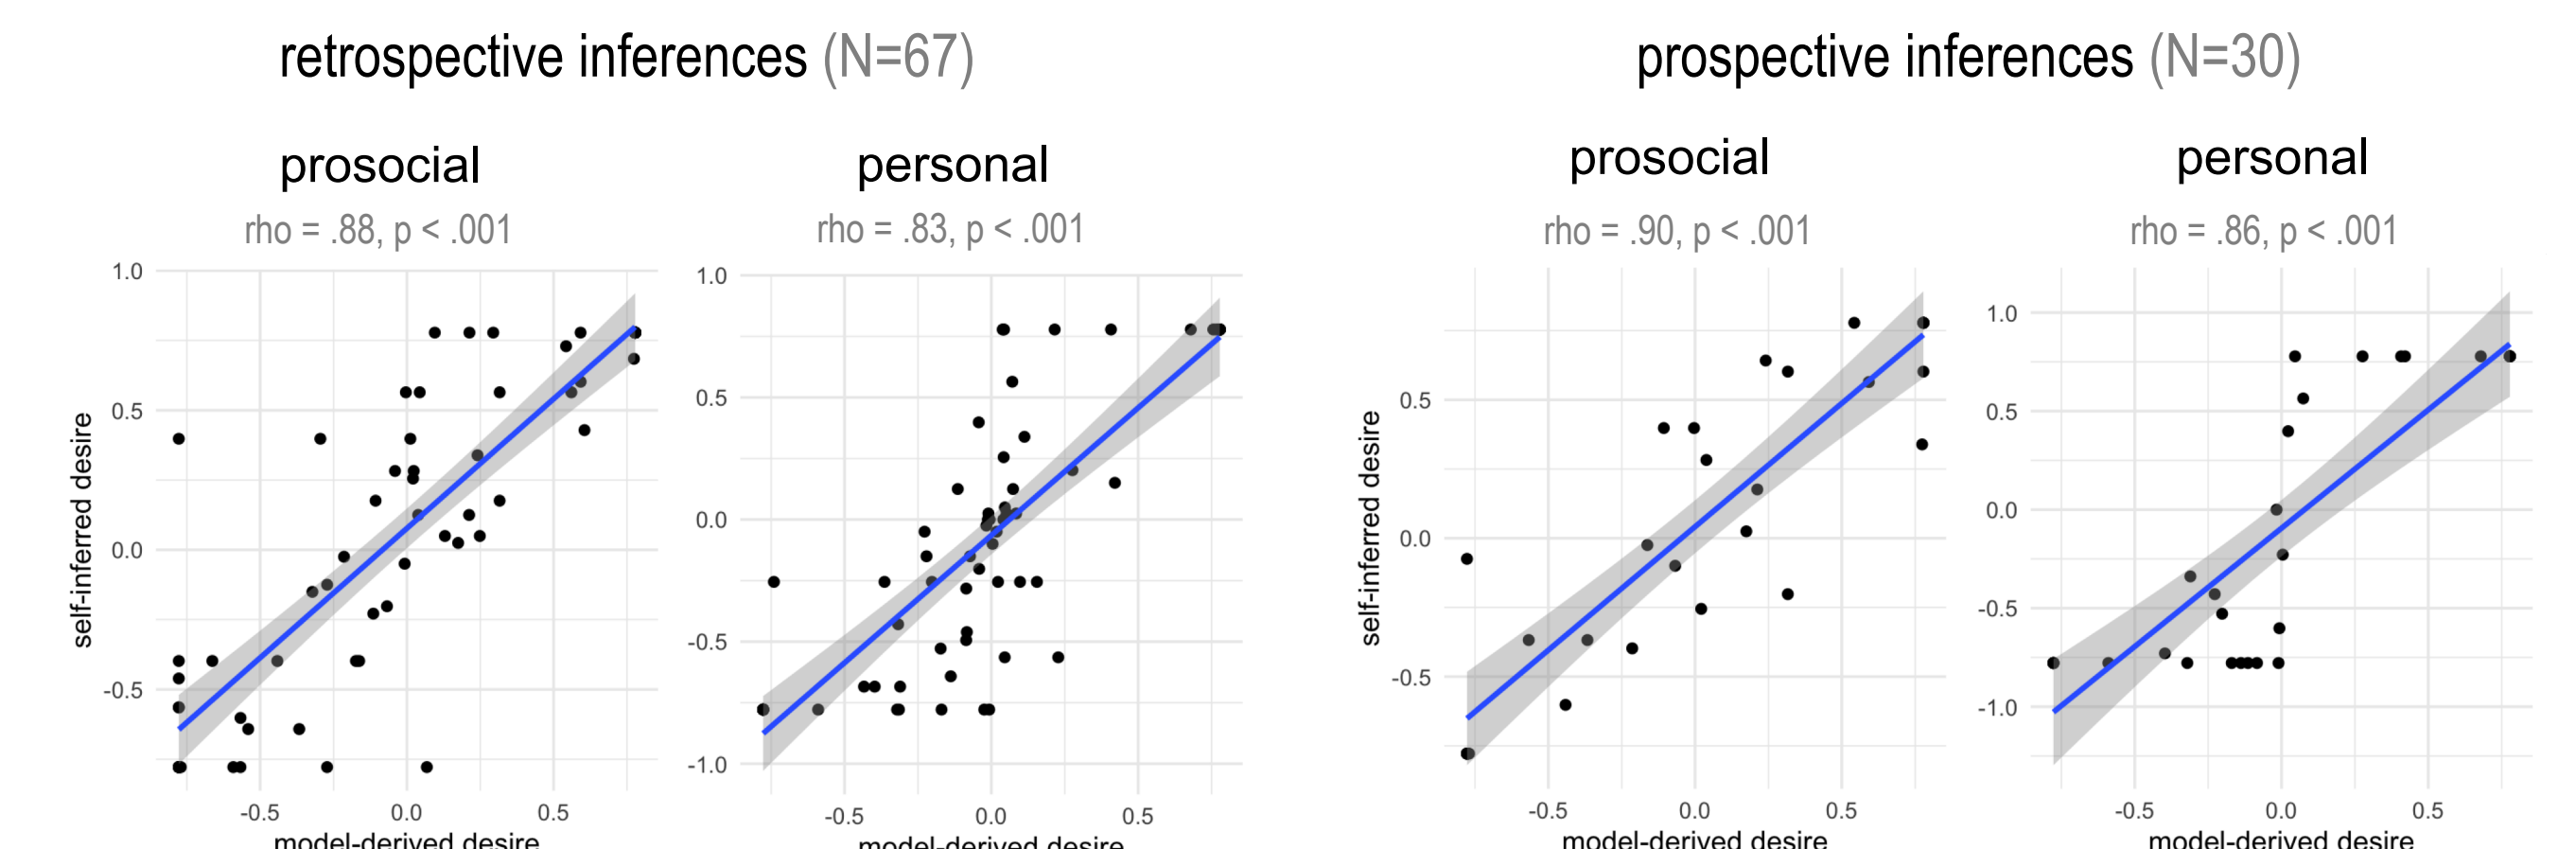 retrospective inferences (N=67)
prospective inferences (N=30)
prosocial
personal
prosocial
personal
rho = .88, p < .001
rho = .83, p < .001
rho = .90, p < .001
rho = .86, p < .001
self-inferred desire
1.0
0.5
0.0
-0.5
-0.5
0.0
0.5
model-derived desire
1.0
0.5
0.0
-0.5
-1.0
-0.5
0.0
0.5
model-derived desire
self-inferred desire
0.5
0.0
-0.5
-0.5
0.0
0.5
model-derived desire
1.0
0.5
0.0
-0.5
-1.0
-0.5
0.0
0.5
model-derived desire